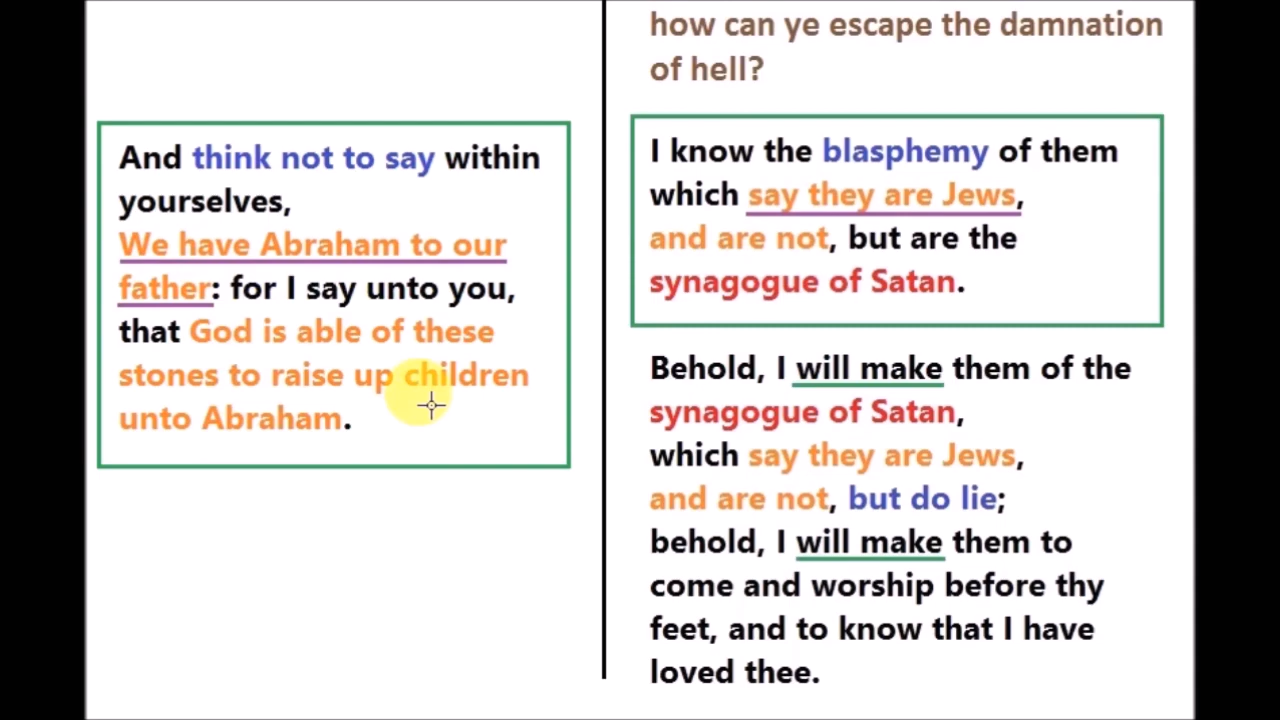 And think not to say within
yourselves,
We have Abraham to our
father: for I say unto you,
that God is able of these
stones to raise up children
unto Abraham.
how can ye escape the damnation
of hell?
I know the blasphemy of them
which say they are Jews,
and are not, but are the
synagogue of Satan.
Behold, I will make them of the
synagogue of Satan,
which say they are Jews,
and are not, but do lie;
behold, I will make them to
come and worship before thy
feet, and to know that I have
loved thee.